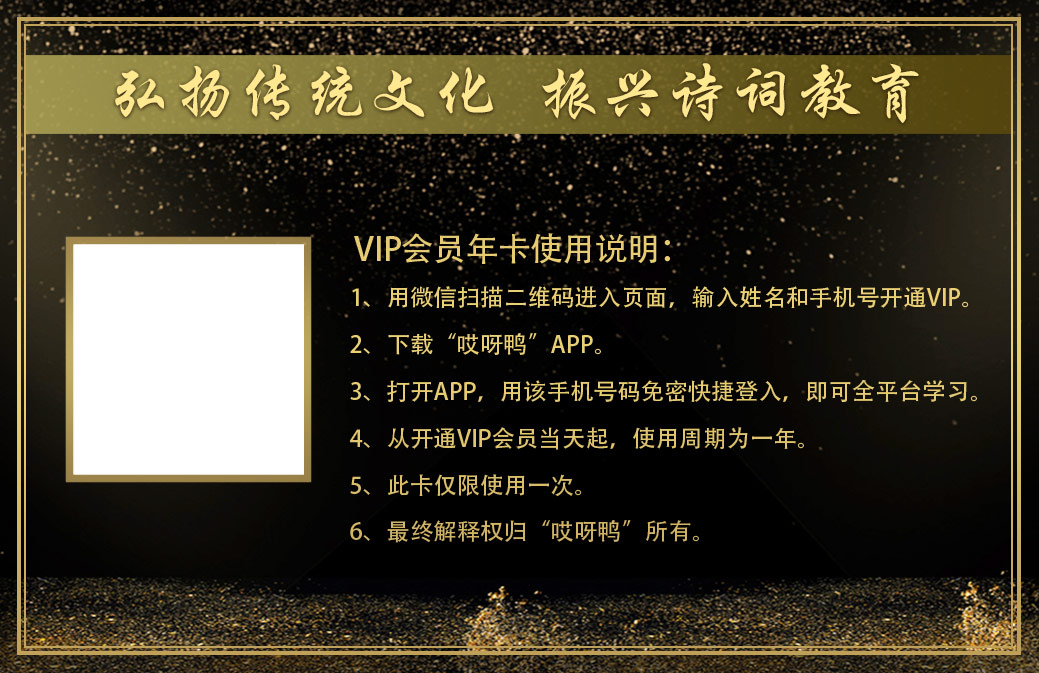 弘扬传统文化 振兴诗词教育
VIP会员年卡使用说明：
1、用微信扫描二维码进入页面，输入姓名和手机号开通VIP。
2、下载“哎呀鸭”APP。
3、打开APP，用该手机号码免密快捷登入，即可全平台学习。
4、从开通VIP会员当天起，使用周期为一年。
5、此卡仅限使用一次。
6、最终解释权归“哎呀鸭”所有。